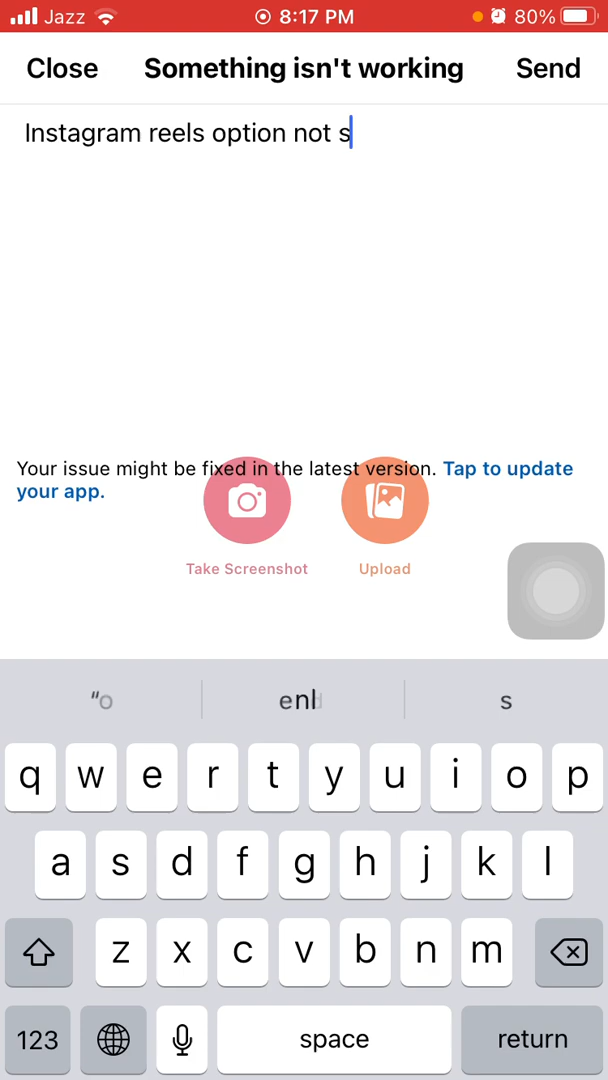 Jazz 8:17 PM 80%
Close Something isn't working Send
Instagram reels option not s
Your issue might be fixed in the latest version. Tap to update
your app.
Take Screenshot Upload
s
q w e r t y u i o p
a s d f g h j k l
z x c v b n m
123 space return